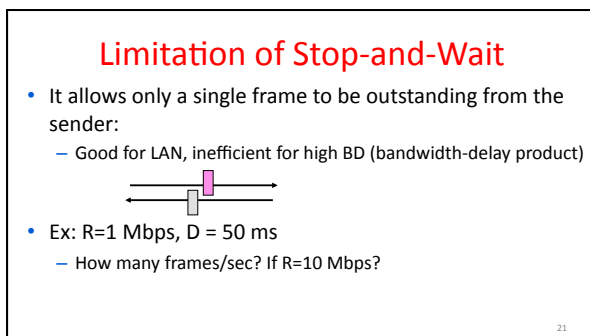 Limitation of Stop-and-Wait
• It allows only a single frame to be outstanding from the
sender:
– Good for LAN, inefficient for high BD (bandwidth-delay product)
• Ex: R=1 Mbps, D = 50 ms
– How many frames/sec? If R=10 Mbps?
21